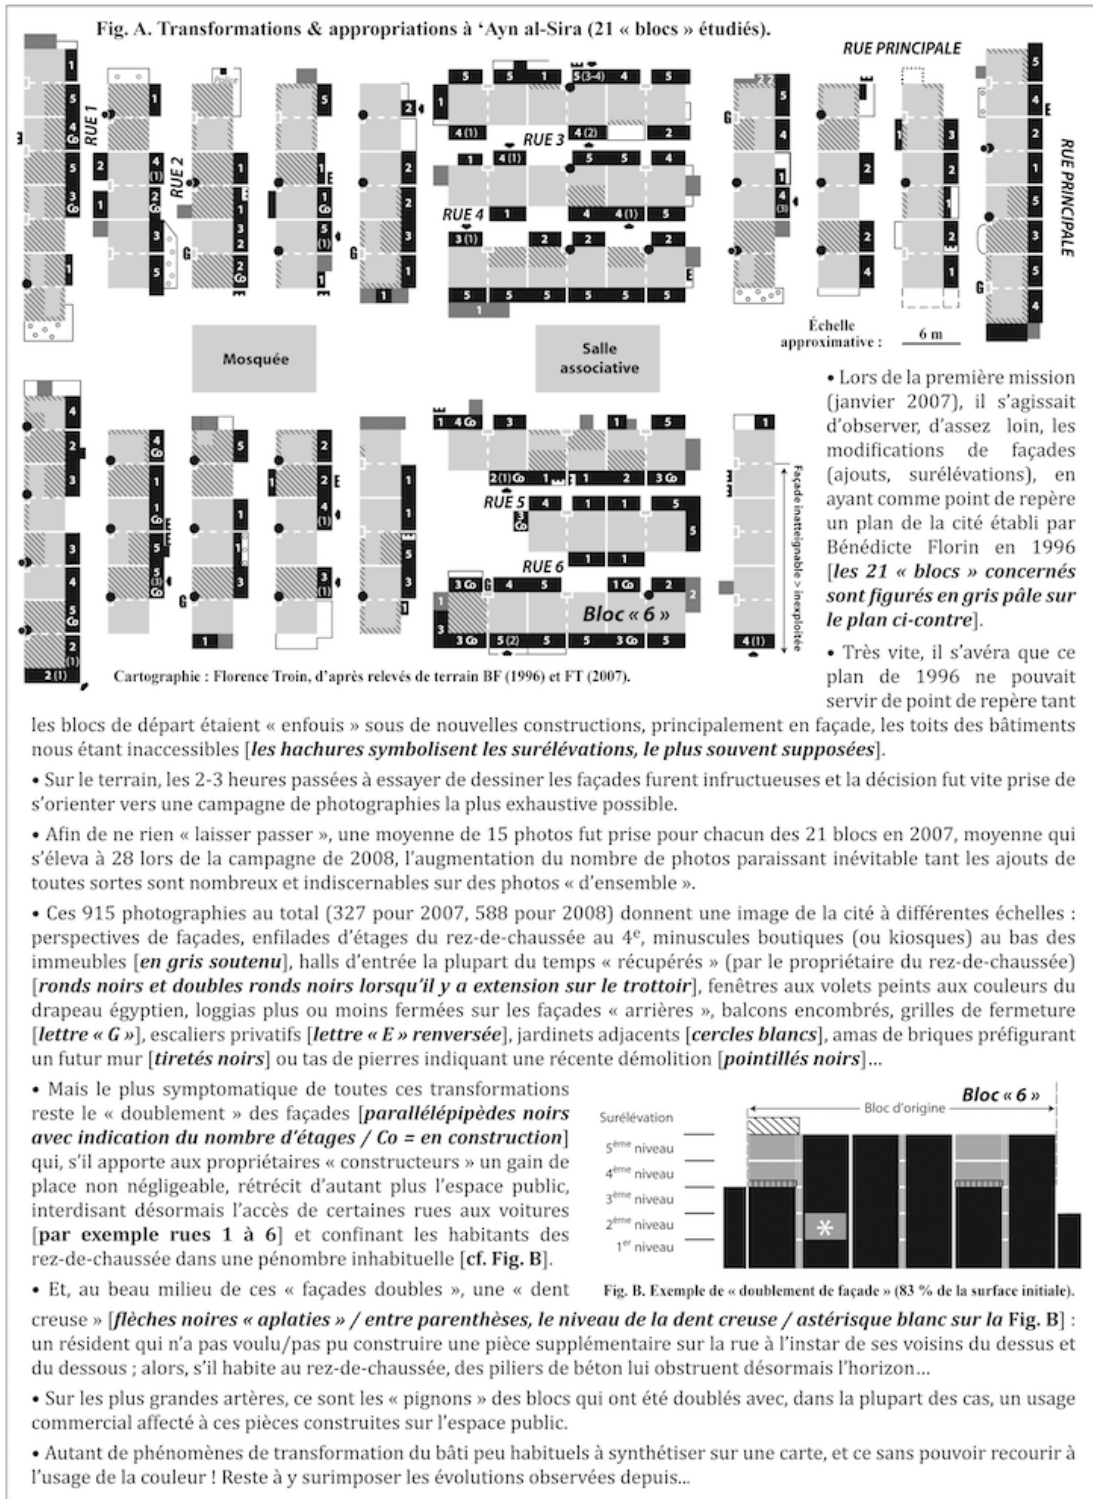 Fig. A. Transformations & appropriations à ‘Ayn al-Sira (21 « blocs » étudiés).
RUE PRINCIPALE
RUE 1
RUE 2
RUE 3
RUE 4
RUE PRINCIPALE
Échelle
approximative :
6 m
Mosquée
Salle
associative
RUE 5
RUE 6
Bloc « 6 »
Façade inatteignable > inexploitée
Cartographie : Florence Troin, d’après relevés de terrain BF (1996) et FT (2007).
• Lors de la première mission
(janvier 2007), il s’agissait
d’observer, d’assez loin, les
modifications de façades
(ajouts, surélévations), en
ayant comme point de repère
un plan de la cité établi par
Bénédicte Florin en 1996
[les 21 « blocs » concernés
sont figurés en gris pâle sur
le plan ci-contre].
• Très vite, il s’avéra que ce
plan de 1996 ne pouvait
servir de point de repère tant
les blocs de départ étaient « enfouis » sous de nouvelles constructions, principalement en façade, les toits des bâtiments
nous étant inaccessibles [les hachures symbolisent les surélévations, le plus souvent supposées].
• Sur le terrain, les 2-3 heures passées à essayer de dessiner les façades furent infructueuses et la décision fut vite prise de
s’orienter vers une campagne de photographies la plus exhaustive possible.
• Afin de ne rien « laisser passer », une moyenne de 15 photos fut prise pour chacun des 21 blocs en 2007, moyenne qui
s’éleva à 28 lors de la campagne de 2008, l’augmentation du nombre de photos paraissant inévitable tant les ajouts de
toutes sortes sont nombreux et indiscernables sur des photos « d’ensemble ».
• Ces 915 photographies au total (327 pour 2007, 588 pour 2008) donnent une image de la cité à différentes échelles :
perspectives de façades, enfilades d’étages du rez-de-chaussée au 4e, minuscules boutiques (ou kiosques) au bas des
immeubles [en gris soutenu], halls d’entrée la plupart du temps « récupérés » (par le propriétaire du rez-de-chaussée)
[ronds noirs et doubles ronds noirs lorsqu’il y a extension sur le trottoir], fenêtres aux volets peints aux couleurs du
drapeau égyptien, loggias plus ou moins fermées sur les façades « arrières », balcons encombrés, grilles de fermeture
[lettre « G »], escaliers privatifs [lettre « E » renversée], jardinets adjacents [cercles blancs], amas de briques préfigurant
un futur mur [tiretés noirs] ou tas de pierres indiquant une récente démolition [pointillés noirs]…
• Mais le plus symptomatique de toutes ces transformations
reste le « doublement » des façades [parallélépipèdes noirs
avec indication du nombre d’étages / Co = en construction]
qui, s’il apporte aux propriétaires « constructeurs » un gain de
place non négligeable, rétrécit d’autant plus l’espace public,
interdisant désormais l’accès de certaines rues aux voitures
[par exemple rues 1 à 6] et confinant les habitants des
rez-de-chaussée dans une pénombre inhabituelle [cf. Fig. B].
Bloc « 6 »
Bloc d’origine
Surélévation
5ème niveau
4ème niveau
3ème niveau
2ème niveau
1er niveau
Fig. B. Exemple de « doublement de façade » (83 % de la surface initiale).
• Et, au beau milieu de ces « façades doubles », une « dent
creuse » [flèches noires « aplaties » / entre parenthèses, le niveau de la dent creuse / astérisque blanc sur la Fig. B] :
un résident qui n’a pas voulu/pas pu construire une pièce supplémentaire sur la rue à l’instar de ses voisins du dessus et
du dessous ; alors, s’il habite au rez-de-chaussée, des piliers de béton lui obstruent désormais l’horizon…
• Sur les plus grandes artères, ce sont les « pignons » des blocs qui ont été doublés avec, dans la plupart des cas, un usage
commercial affecté à ces pièces construites sur l’espace public.
• Autant de phénomènes de transformation du bâti peu habituels à synthétiser sur une carte, et ce sans pouvoir recourir à
l’usage de la couleur ! Reste à y surimposer les évolutions observées depuis…